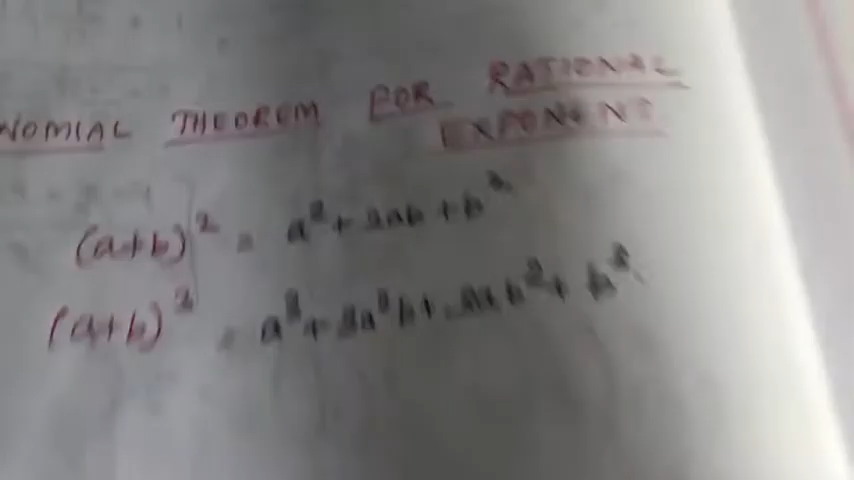 NOMIAL THEOREM FOR RATIONAL
EXPONENT
(a+b)² = a² + 2ab + b²
(a+b)³ = a³ + 3a²b + 3ab² + b³